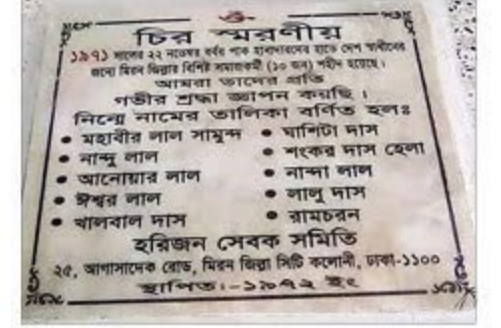 ওঁ
চির স্মরণীয়
১৯৭১ সালের ২২ নভেম্বর বর্বর পাক হানাদারদের হাতে দেশ স্বাধীনের
জন্যে মিরন জিল্লার বিশিষ্ট সমাজকর্মী (১০ জন) শহীদ হয়েছে।
আমরা তাদের প্রতি
গভীর শ্রদ্ধা জ্ঞাপন করছি।
নিম্নে নামের তালিকা বর্ণিত হলঃ
• মহাবীর লাল সামুন্দ • ঘাশিটা দাস
• নান্দু লাল • শংকর দাস হেলা
• আনোয়ার লাল • নান্দা লাল
• ঈশ্বর লাল • লালু দাস
• খালবাল দাস • রামচরন
হরিজন সেবক সমিতি
২৫, আগাসাদেক রোড, মিরন জিল্লা সিটি কলোনী, ঢাকা-১১০০
স্থাপিত:-১৯৭২ ইং